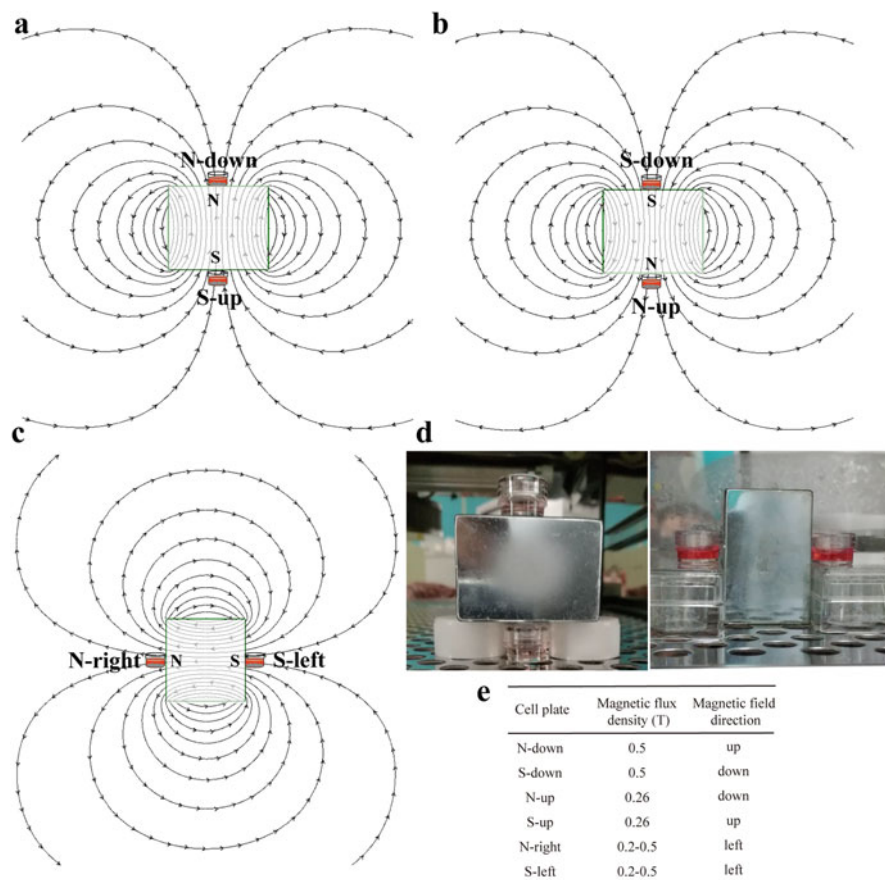 a
N-down
N
S
S-up
b
S-down
S
N
N-up
c
N-right
N
S
S-left
d
e
Cell plate Magnetic flux density (T) Magnetic field direction
N-down 0.5 up
S-down 0.5 down
N-up 0.26 down
S-up 0.26 up
N-right 0.2-0.5 left
S-left 0.2-0.5 left